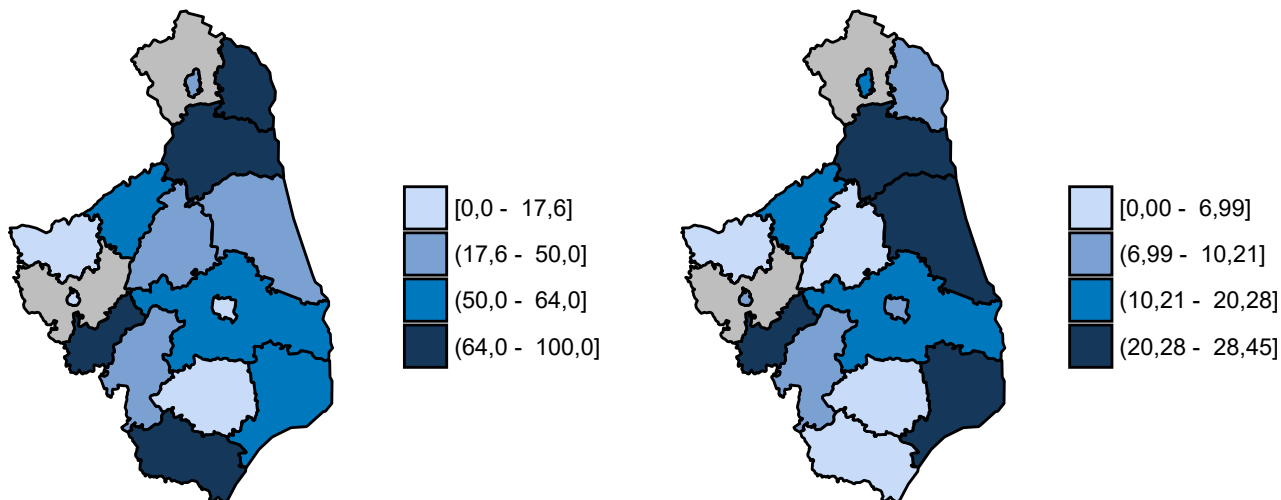 [0,0 - 17,6]
(17,6 - 50,0]
(50,0 - 64,0]
(64,0 - 100,0]
[0,00 - 6,99]
(6,99 - 10,21]
(10,21 - 20,28]
(20,28 - 28,45]